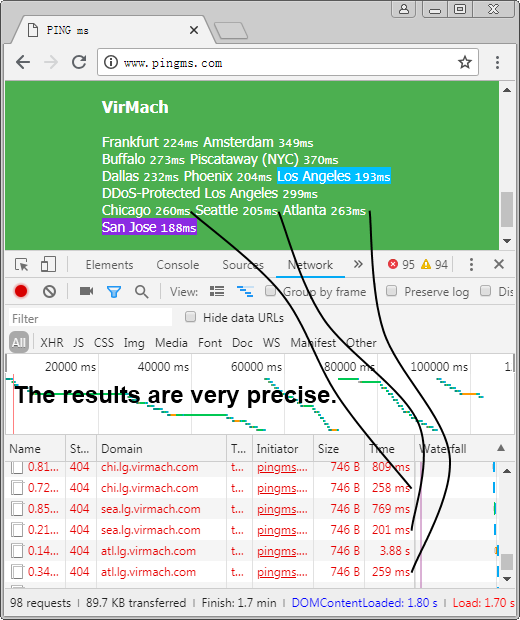 PING ms
www.pingms.com
VirMach
Frankfurt 224ms Amsterdam 349ms
Buffalo 273ms Piscataway (NYC) 370ms
Dallas 232ms Phoenix 204ms Los Angeles 193ms
DDoS-Protected Los Angeles 299ms
Chicago 260ms Seattle 205ms Atlanta 263ms
San Jose 188ms
Elements Console Sources Network » 95 94
View: Group by frame Preserve log Dis
Filter Hide data URLs
All XHR JS CSS Img Media Font Doc WS Manifest Other
20000 ms 40000 ms 60000 ms 80000 ms 100000 ms
The results are very precise.
Name St... Domain T... Initiator Size Time Waterfall
0.81... 404 chi.lg.virmach.com t... pingms.... 746 B 809 ms
0.72... 404 chi.lg.virmach.com t... pingms.... 746 B 258 ms
0.85... 404 sea.lg.virmach.com t... pingms.... 746 B 769 ms
0.21... 404 sea.lg.virmach.com t... pingms.... 746 B 201 ms
0.14... 404 atl.lg.virmach.com t... pingms.... 746 B 3.88 s
0.34... 404 atl.lg.virmach.com t... pingms.... 746 B 259 ms
98 requests | 89.7 KB transferred | Finish: 1.7 min | DOMContentLoaded: 1.80 s | Load: 1.70 s